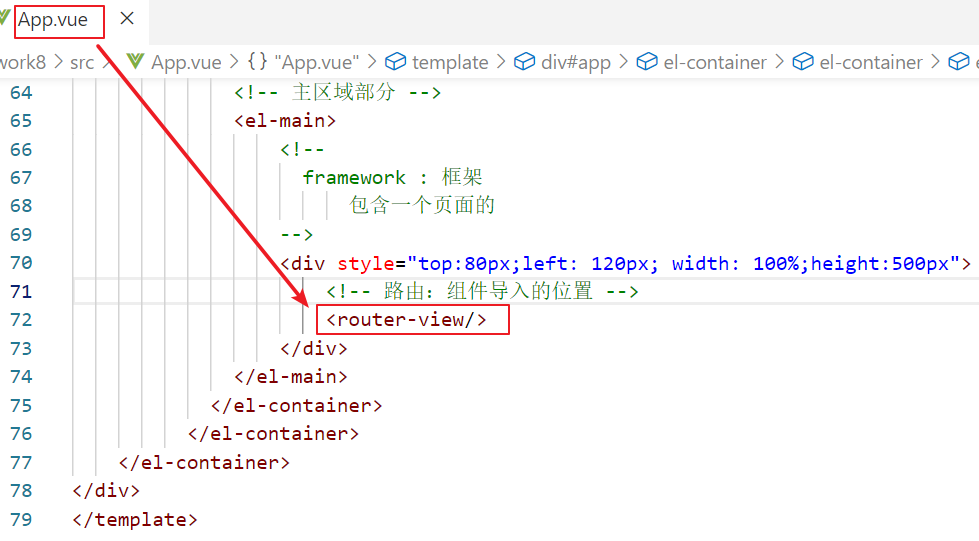 App.vue
work8 > src > App.vue > {} "App.vue" > template > div#app > el-container > el-container >
64 <!-- 主区域部分 -->
65 <el-main>
66 <!--
67 framework : 框架
68 包含一个页面的
69 -->
70 <div style="top:80px;left: 120px; width: 100%;height:500px">
71 <!-- 路由：组件导入的位置 -->
72 <router-view/>
73 </div>
74 </el-main>
75 </el-container>
76 </el-container>
77 </el-container>
78 </div>
79 </template>